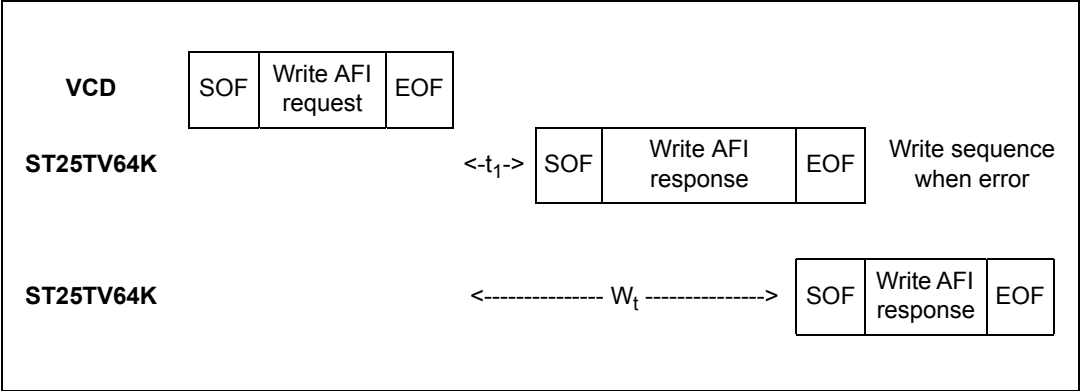 VCD SOF Write AFI request EOF
ST25TV64K <-t1-> SOF Write AFI response EOF Write sequence when error
ST25TV64K <--------------- Wt ---------------> SOF Write AFI response EOF